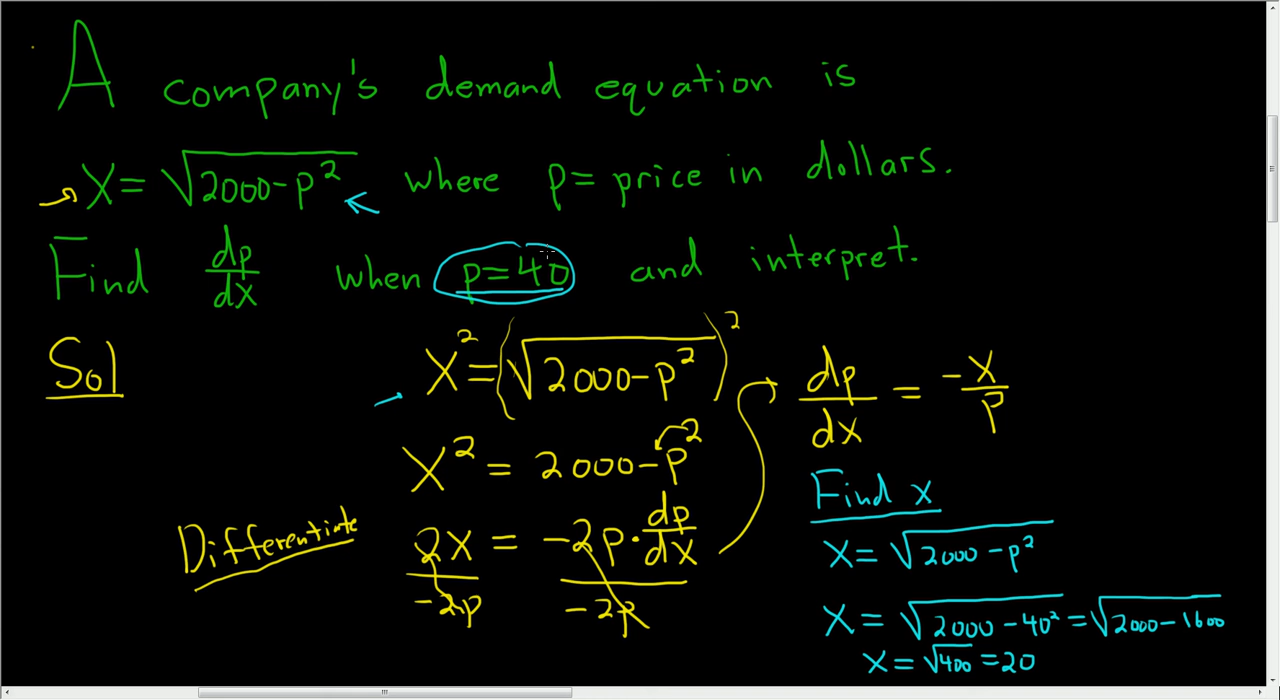 A company's demand equation is
x = √(2000-p²) where p = price in dollars.
Find dp/dx when p=40 and interpret.
Sol
x² = (√(2000-p²))²
x² = 2000-p²
Differentiate
2x/-2p = -2p·dp/dx/-2p
dp/dx = -x/p
Find x
x = √(2000-p²)
x = √(2000-40²) = √(2000-1600)
x = √400 = 20